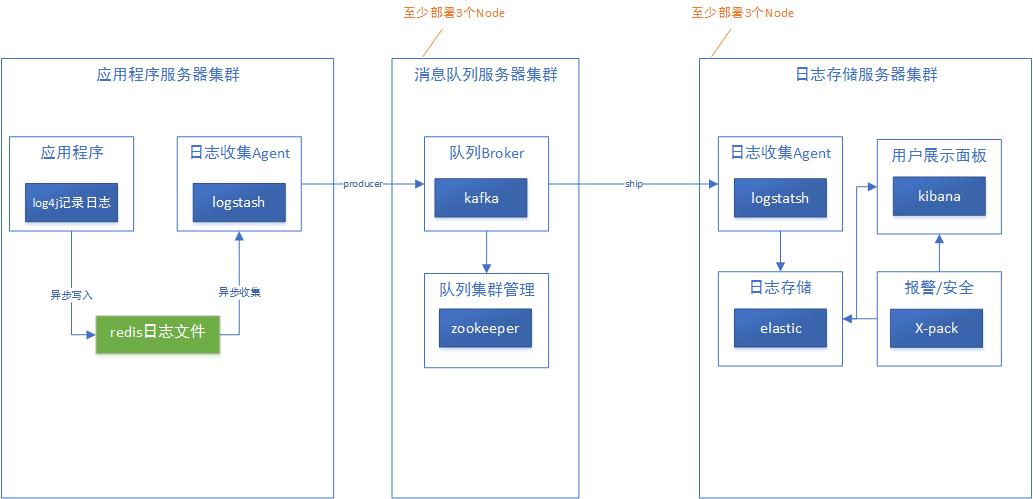 至少部署3个Node
至少部署3个Node
应用程序服务器集群
消息队列服务器集群
日志存储服务器集群
应用程序
log4j记录日志
日志收集Agent
logstash
producer
队列Broker
kafka
ship
日志收集Agent
logstatsh
用户展示面板
kibana
异步写入
异步收集
redis日志文件
队列集群管理
zookeeper
日志存储
elastic
报警/安全
X-pack